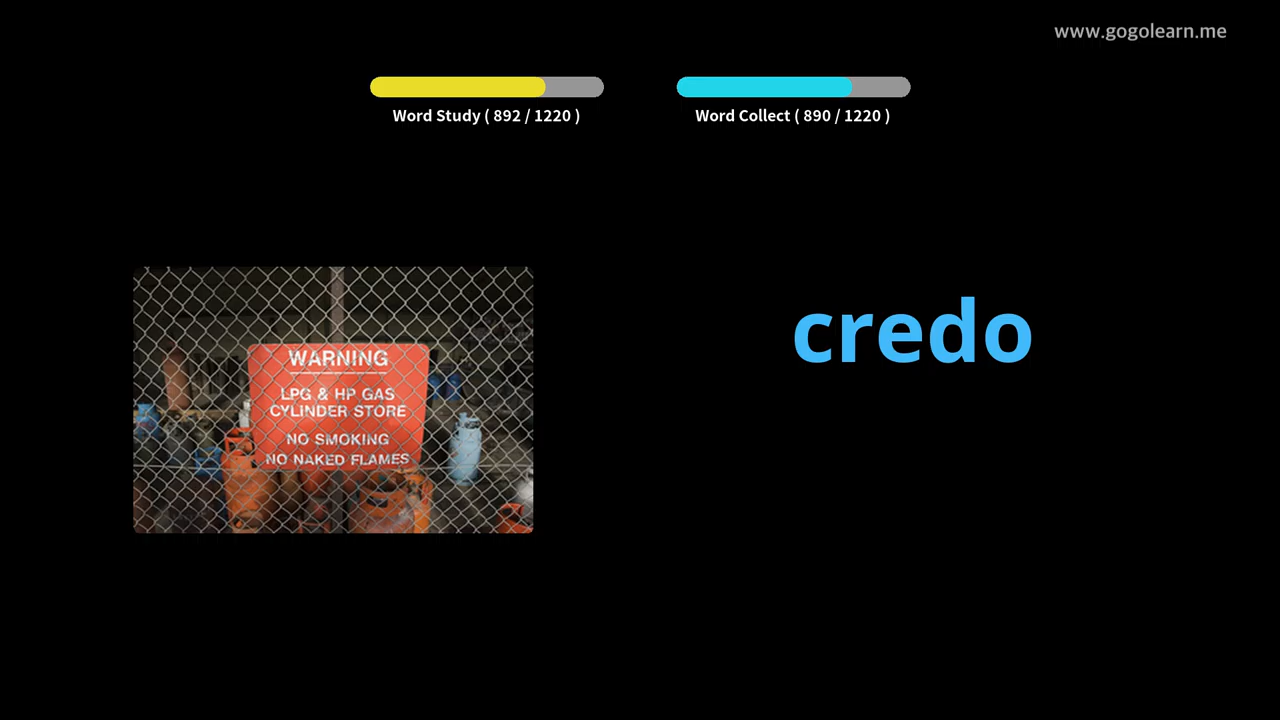 www.gogolearn.me
Word Study ( 892 / 1220 )
Word Collect ( 890 / 1220 )
WARNING
LPG & HP GAS
CYLINDER STORE
NO SMOKING
NO NAKED FLAMES
credo